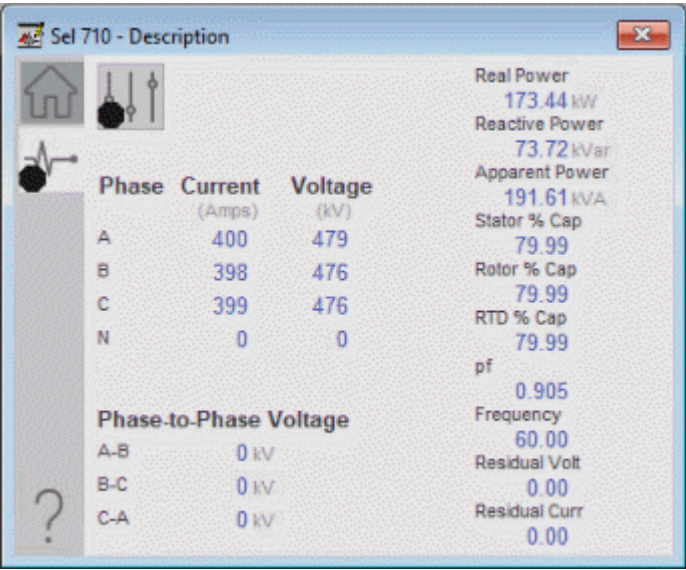 Sel 710 - Description
Phase Current Voltage
(Amps) (kV)
A 400 479
B 398 476
C 399 476
N 0 0
Phase-to-Phase Voltage
A-B 0 kV
B-C 0 kV
C-A 0 kV
?
Real Power
173.44 kW
Reactive Power
73.72 kVar
Apparent Power
191.61 kVA
Stator % Cap
79.99
Rotor % Cap
79.99
RTD % Cap
79.99
pf
0.905
Frequency
60.00
Residual Volt
0.00
Residual Curr
0.00